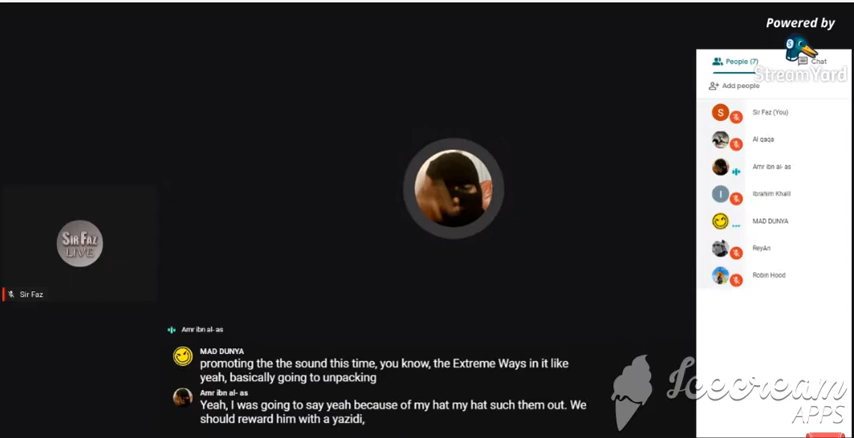 Powered by
StreamYard
People (7)
Chat
Add people
S
Sir Faz (You)
Al qaqa
Amr ibn al- as
I
Ibrahim Khalil
MAD DUNYA
ReyAn
Robin Hood
SIR FAZ
LIVE
Sir Faz
Amr ibn al- as
MAD DUNYA
promoting the the sound this time, you know, the Extreme Ways in it like
yeah, basically going to unpacking
Amr ibn al- as
Yeah, I was going to say yeah because of my hat my hat such them out. We
should reward him with a yazidi,
Icecream
APPS